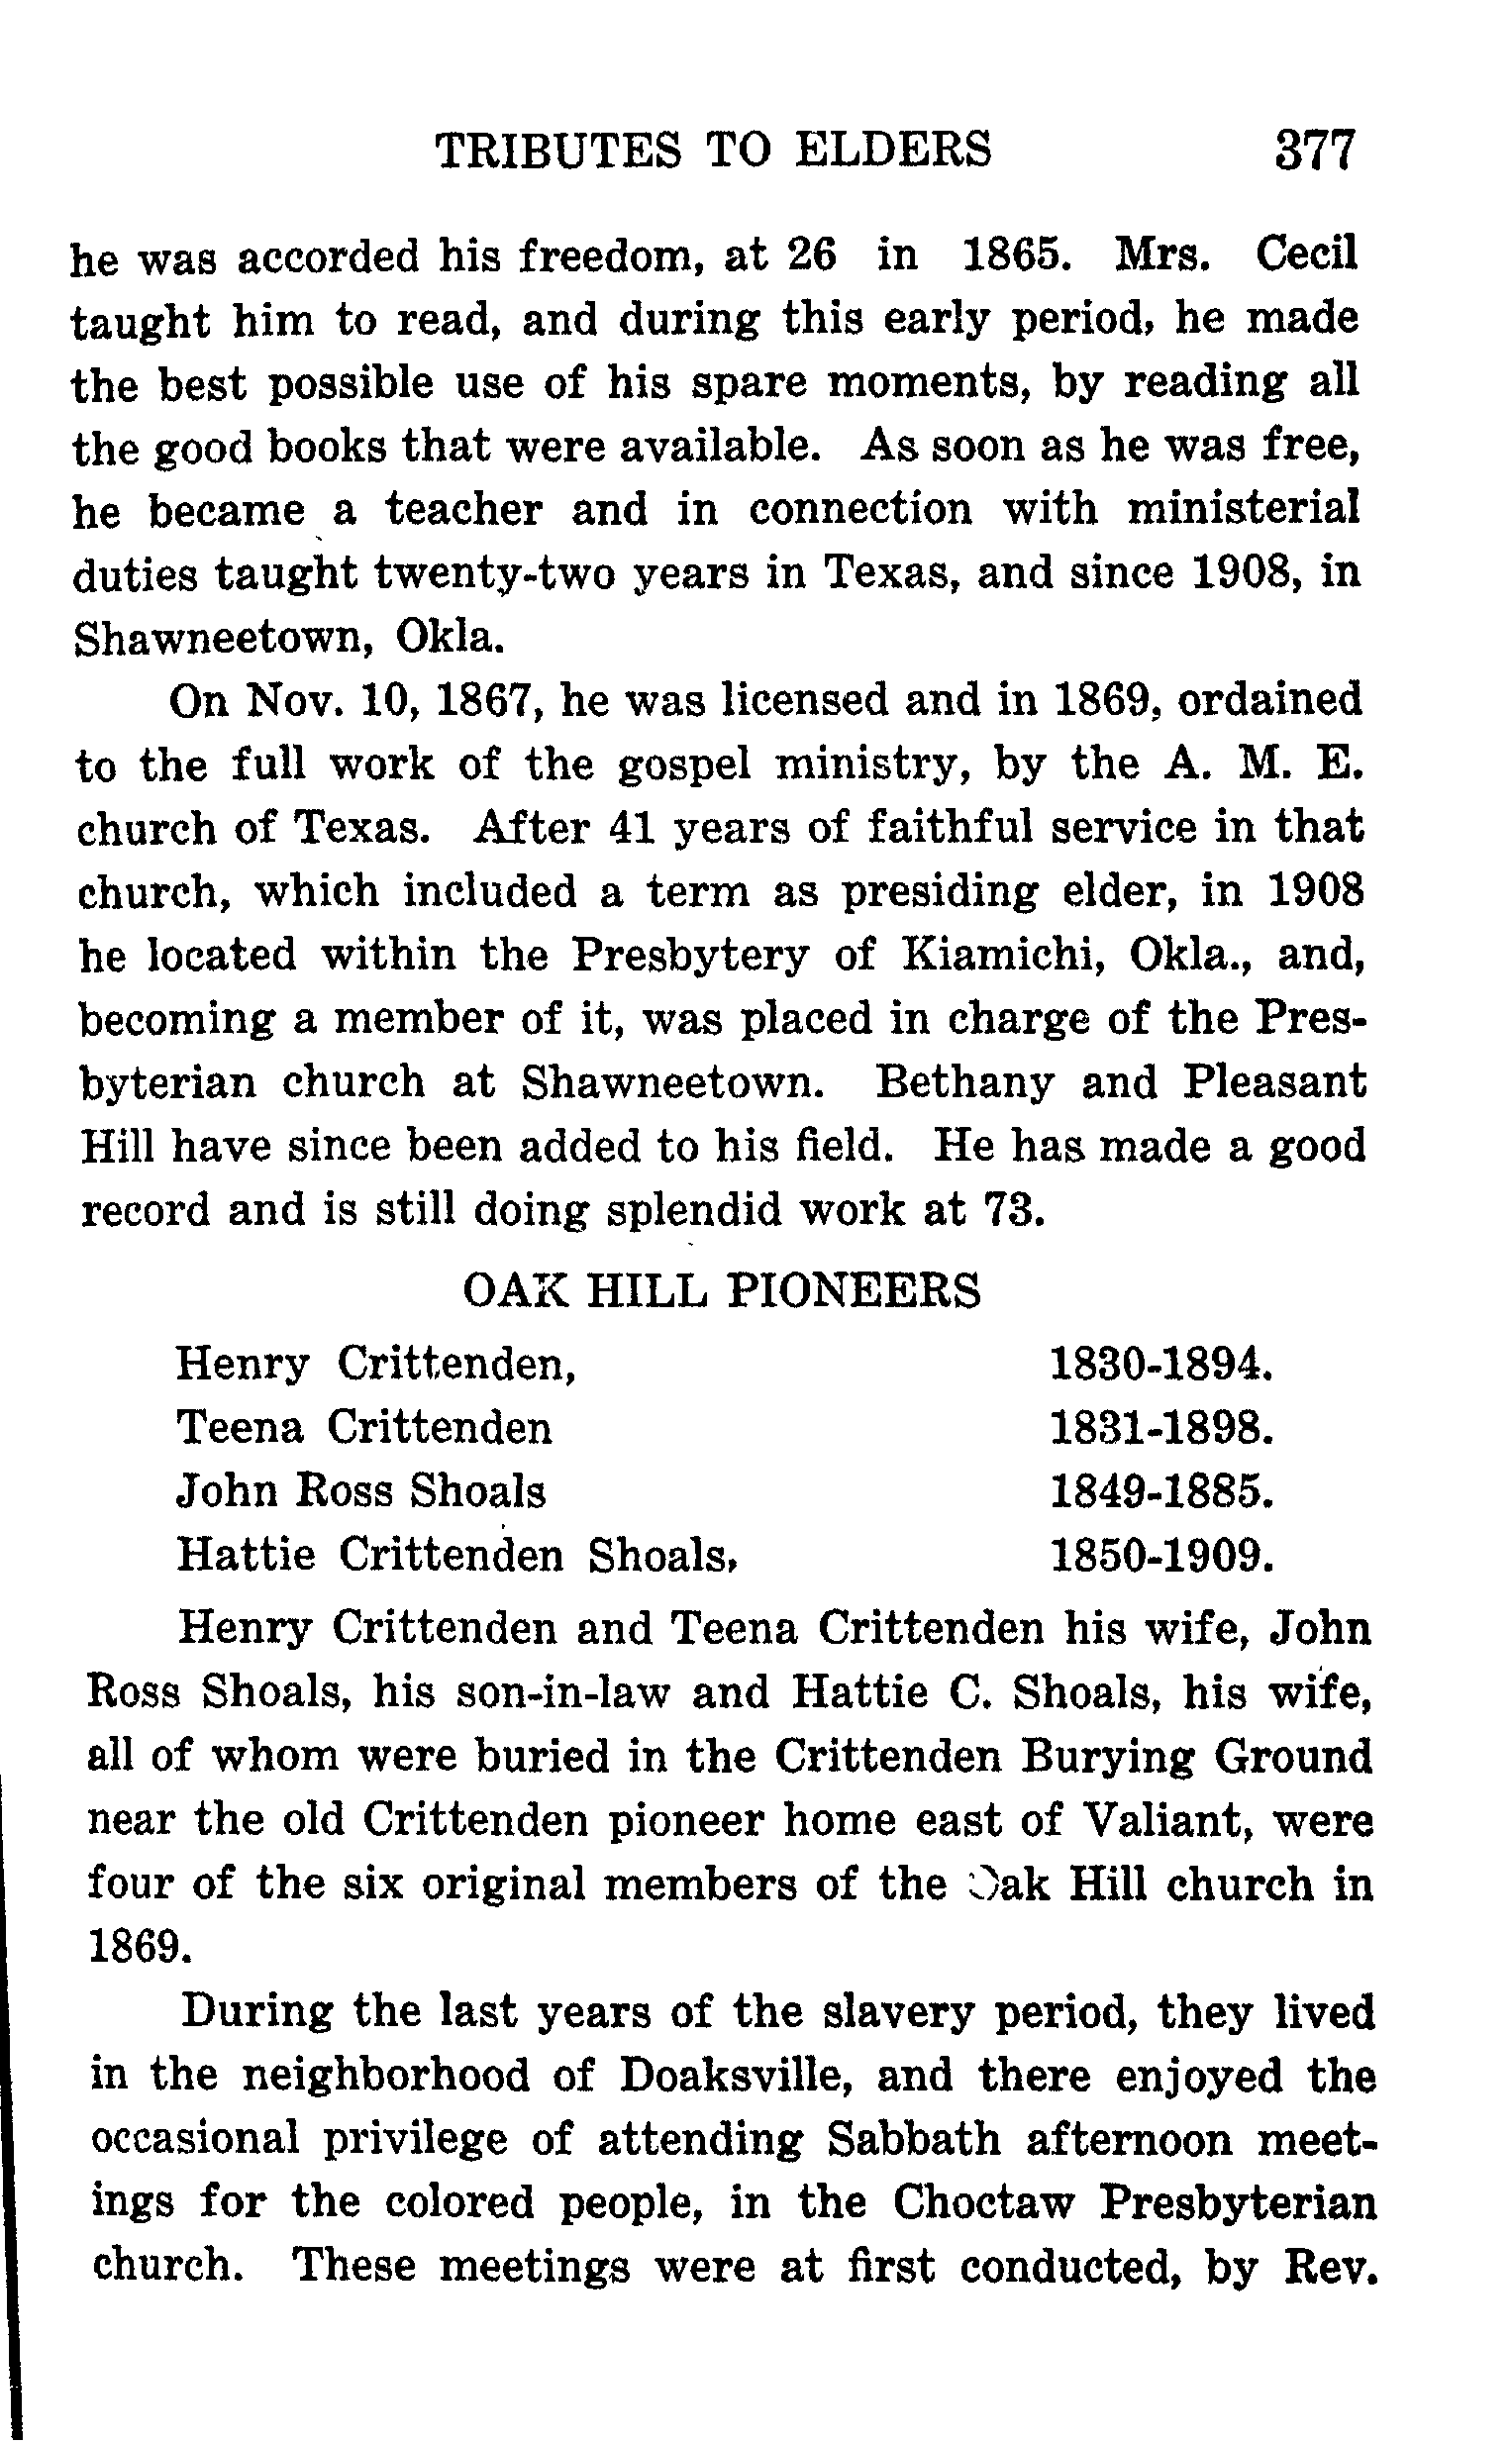 TRIBUTES TO ELDERS 377
he was accorded his freedom, at 26 in 1865. Mrs. Cecil
taught him to read, and during this early period, he made
the best possible use of his spare moments, by reading all
the good books that were available. As soon as he was free,
he became a teacher and in connection with ministerial
duties taught twenty-two years in Texas, and since 1908, in
Shawneetown, Okla.
On Nov. 10, 1867, he was licensed and in 1869, ordained
to the full work of the gospel ministry, by the A. M. E.
church of Texas. After 41 years of faithful service in that
church, which included a term as presiding elder, in 1908
he located within the Presbytery of Kiamichi, Okla., and,
becoming a member of it, was placed in charge of the Pres-
byterian church at Shawneetown. Bethany and Pleasant
Hill have since been added to his field. He has made a good
record and is still doing splendid work at 73.
OAK HILL PIONEERS
Henry Crittenden, 1830-1894.
Teena Crittenden 1831-1898.
John Ross Shoals 1849-1885.
Hattie Crittenden Shoals, 1850-1909.
Henry Crittenden and Teena Crittenden his wife, John
Ross Shoals, his son-in-law and Hattie C. Shoals, his wife,
all of whom were buried in the Crittenden Burying Ground
near the old Crittenden pioneer home east of Valiant, were
four of the six original members of the Oak Hill church in
1869.
During the last years of the slavery period, they lived
in the neighborhood of Doaksville, and there enjoyed the
occasional privilege of attending Sabbath afternoon meet-
ings for the colored people, in the Choctaw Presbyterian
church. These meetings were at first conducted, by Rev.